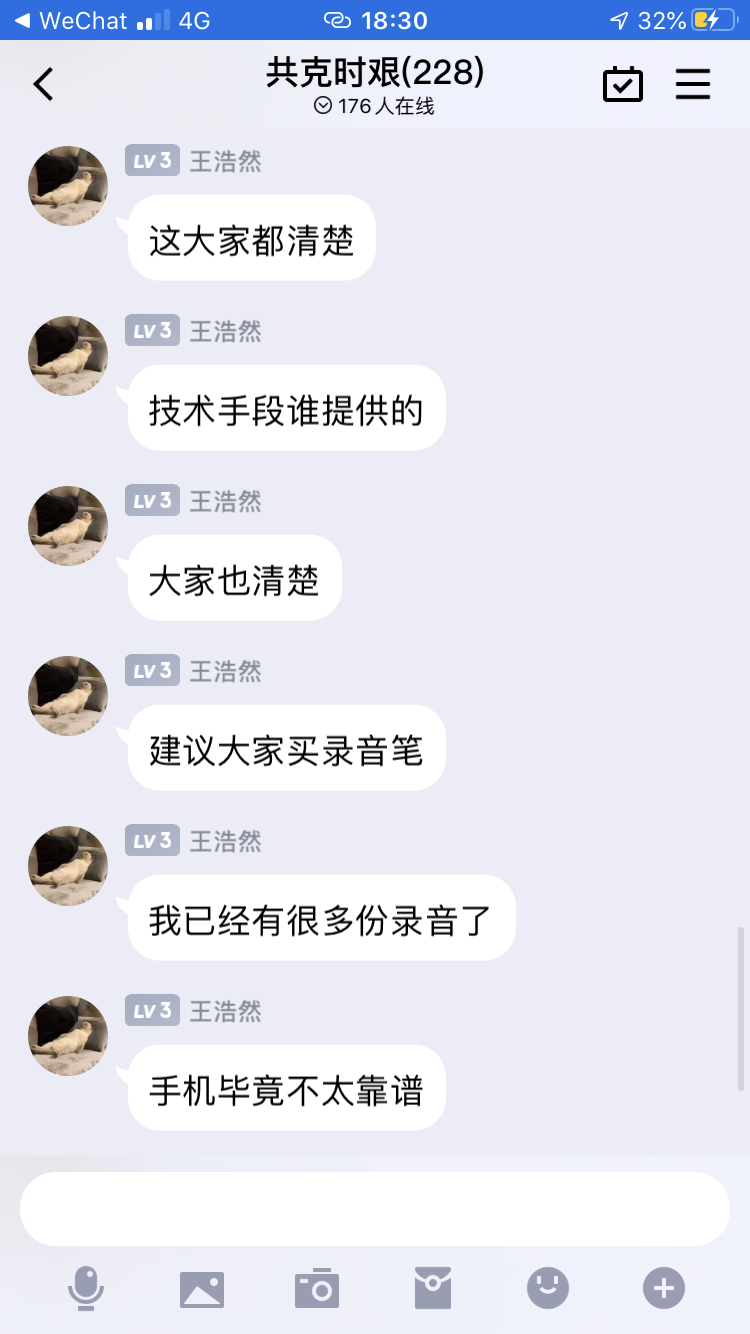 WeChat 4G 18:30 32%
共克时艰(228)
176人在线
LV 3 王浩然
这大家都清楚
LV 3 王浩然
技术手段谁提供的
LV 3 王浩然
大家也清楚
LV 3 王浩然
建议大家买录音笔
LV 3 王浩然
我已经有很多份录音了
LV 3 王浩然
手机毕竟不太靠谱